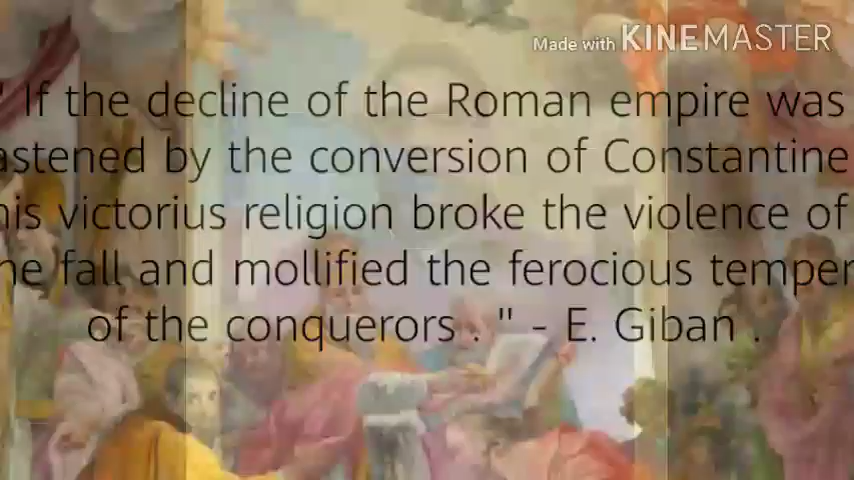 Made with KINEMASTER
" If the decline of the Roman empire was
astened by the conversion of Constantine
his victorius religion broke the violence of
he fall and mollified the ferocious temper
of the conquerors . " - E. Giban .